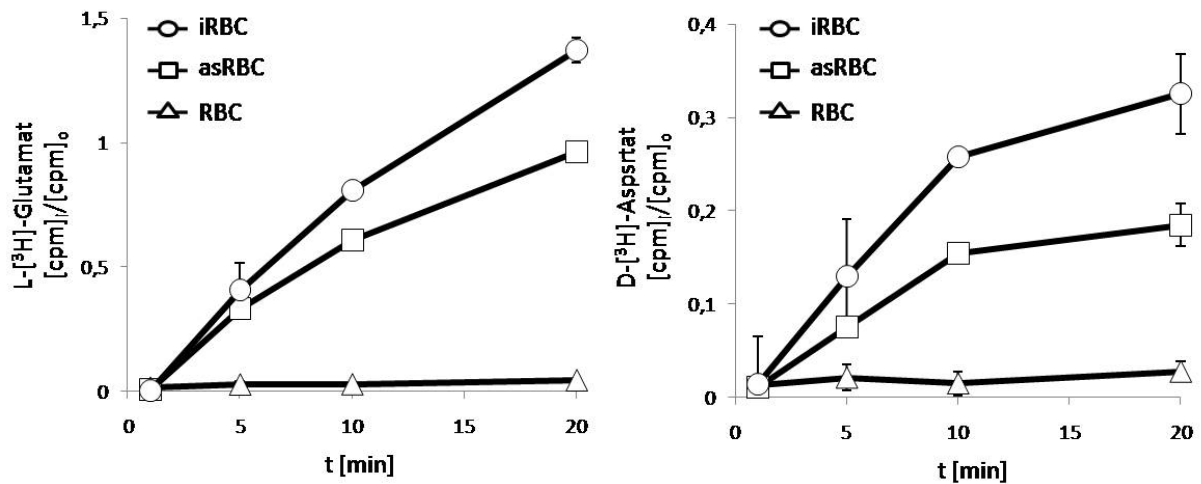 1,5
1
0,5
0
0
5
10
15
20
iRBC
asRBC
RBC
L-[³H]-Glutamat
[cpm]ᵢ/[cpm]ₒ
t [min]
0,4
0,3
0,2
0,1
0
0
5
10
15
20
iRBC
asRBC
RBC
D-[³H]-Aspsrtat
[cpm]ᵢ/[cpm]ₒ
t [min]